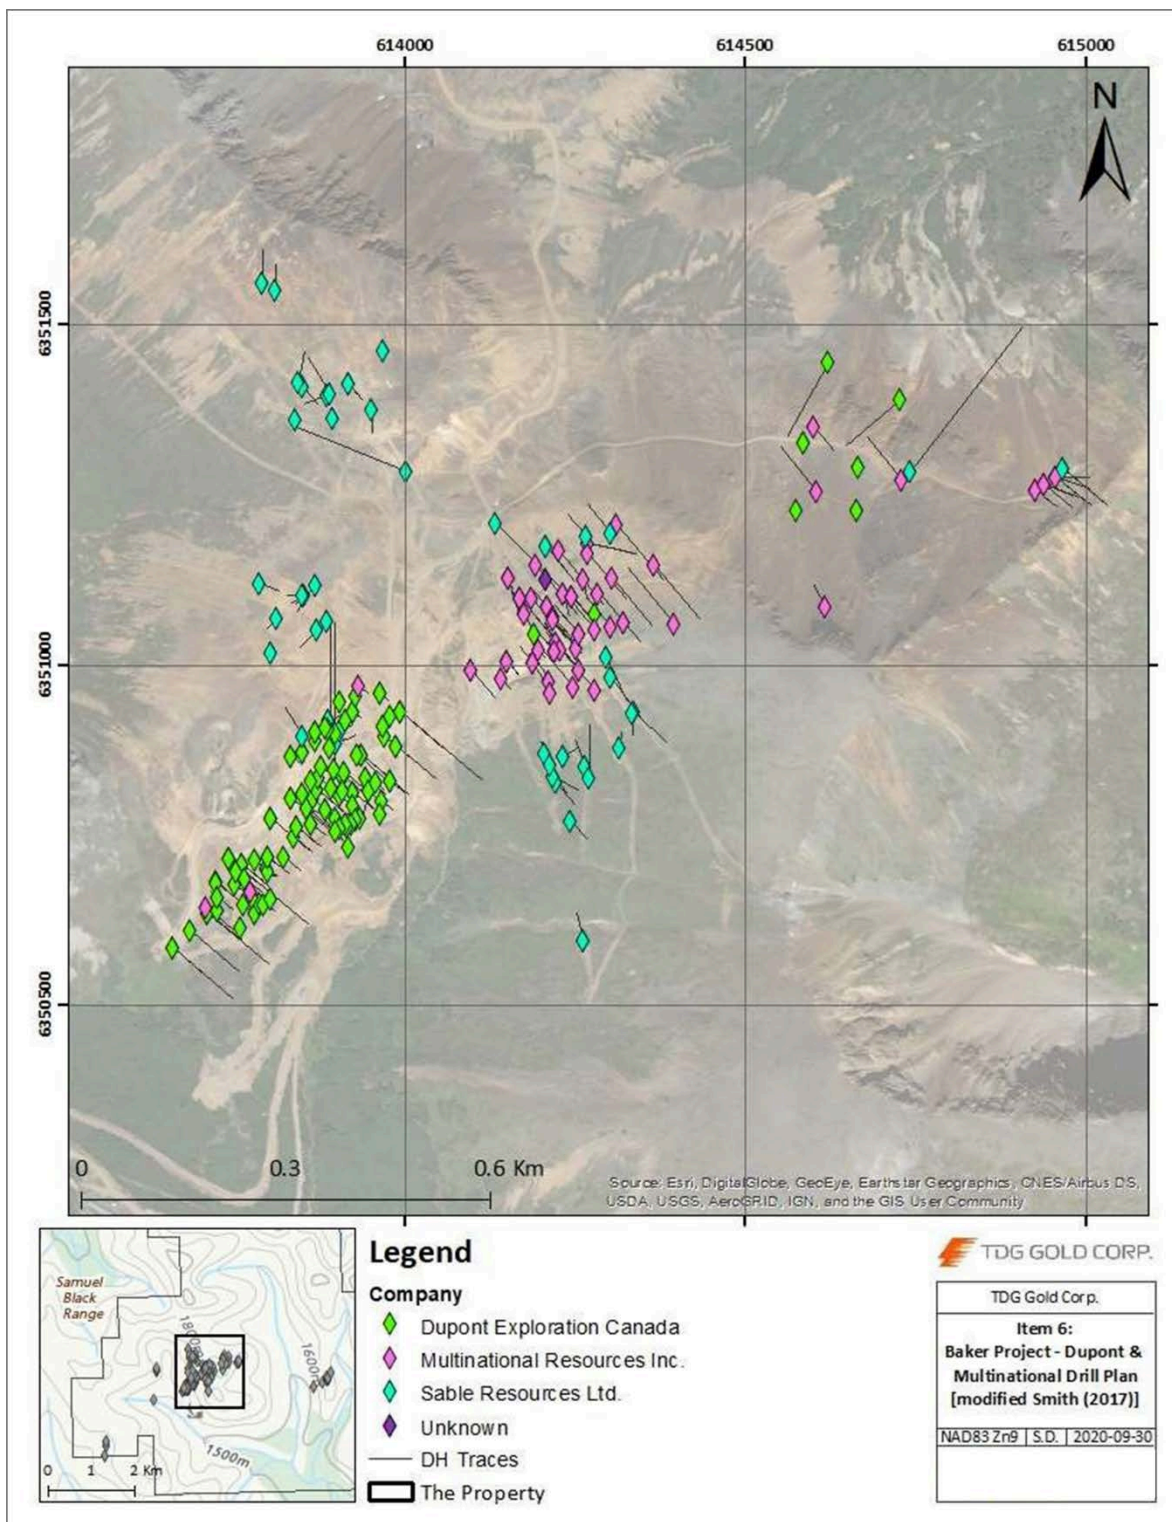 614000
614500
615000
N
6351500
6351000
6350500
0
0.3
0.6 Km
Source: Esri, DigitalGlobe, GeoEye, Earthstar Geographics, CNES/Airbus DS,
USDA, USGS, AeroGRID, IGN, and the GIS User Community
Samuel
Black
Range
1800m
1600m
1500m
0 1 2 Km
Legend
Company
Dupont Exploration Canada
Multinational Resources Inc.
Sable Resources Ltd.
Unknown
DH Traces
The Property
TDG GOLD CORP.
TDG Gold Corp.
Item 6:
Baker Project - Dupont &
Multinational Drill Plan
[modified Smith (2017)]
NAD83 Zn9 S.D. 2020-09-30